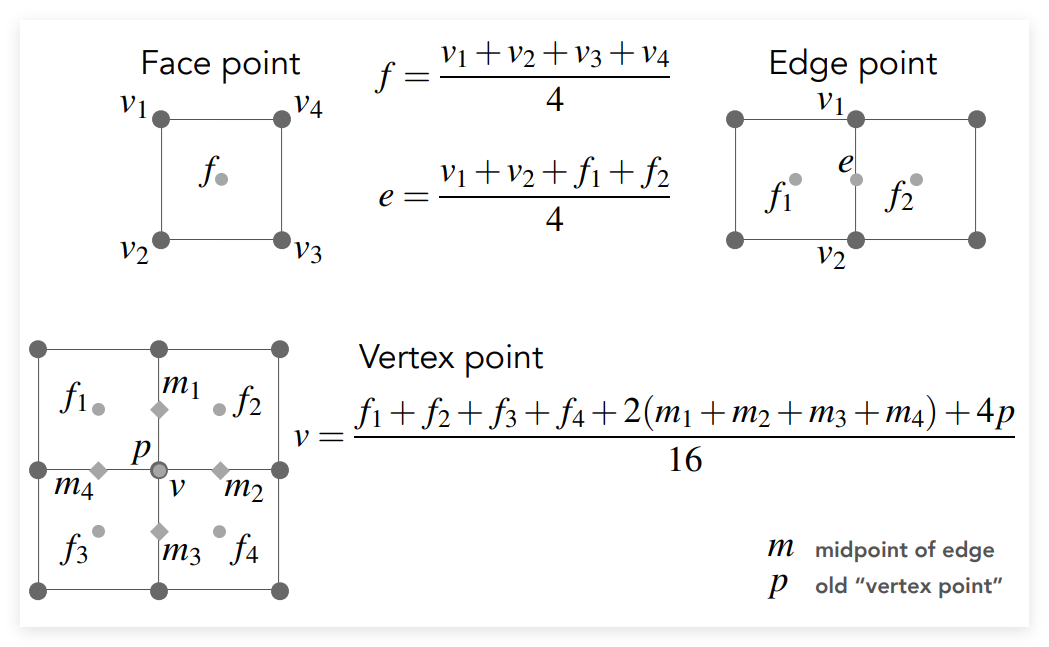 Face point
v1 v4
f
v2 v3
f = (v1 + v2 + v3 + v4) / 4
e = (v1 + v2 + f1 + f2) / 4
Edge point
v1
e
f1 f2
v2
Vertex point
f1 m1 f2
p
m4 v m2
f3 m3 f4
v = (f1 + f2 + f3 + f4 + 2(m1 + m2 + m3 + m4) + 4p) / 16
m midpoint of edge
p old “vertex point”